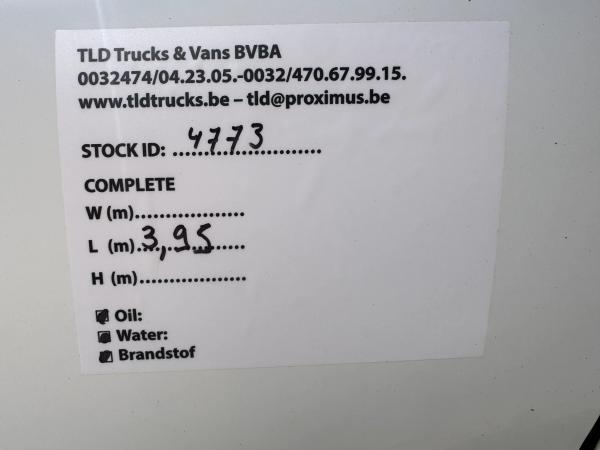 TLD Trucks & Vans BVBA
0032474/04.23.05.-0032/470.67.99.15.
www.tldtrucks.be – tld@proximus.be
STOCK ID: ...4773...
COMPLETE
W (m)...................
L (m).3,95......
H (m)...................
Oil:
Water:
Brandstof